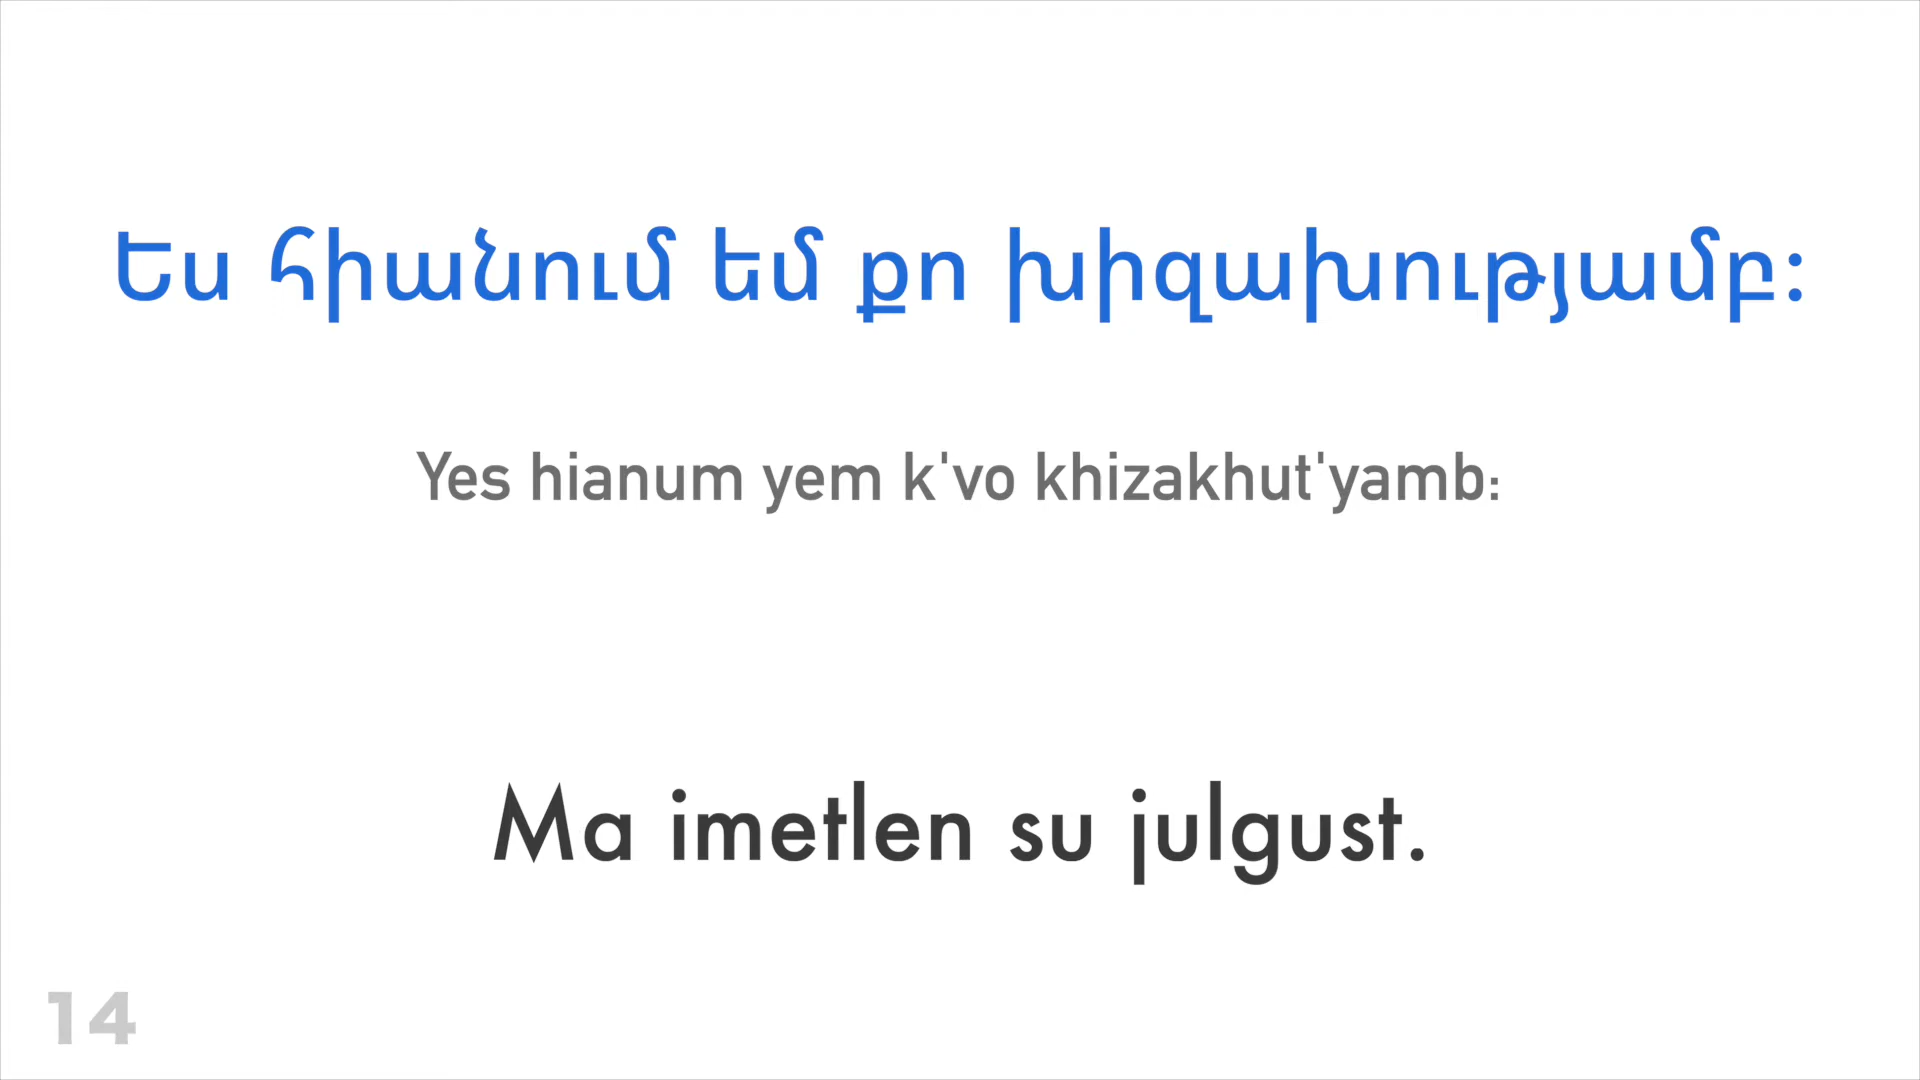 Ես հիանում եմ քո խիզախությամբ:
Yes hianum yem k'vo khizakhut'yamb:
Ma imetlen su julgust.
14